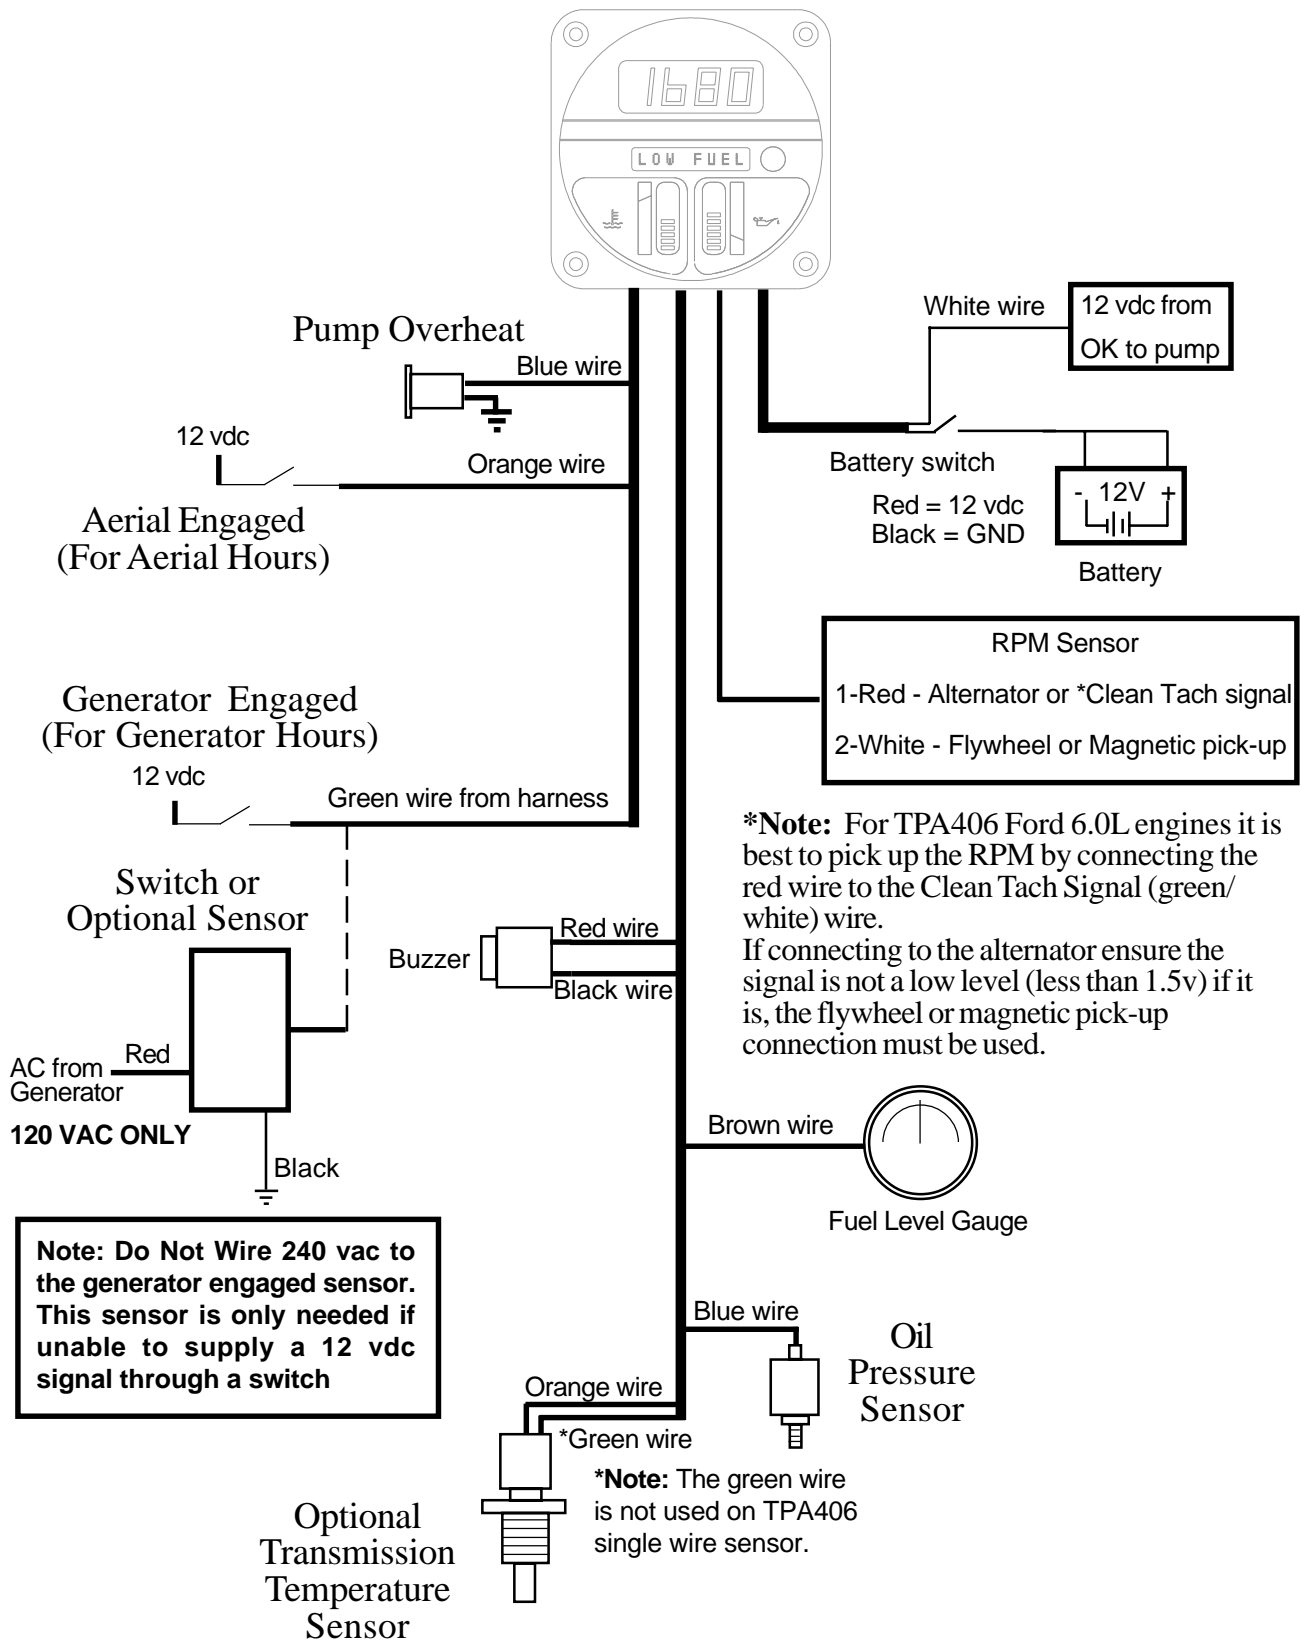 1680
LOW FUEL
White wire
12 vdc from
OK to pump
Pump Overheat
Blue wire
12 vdc
Orange wire
Aerial Engaged
(For Aerial Hours)
Battery switch
Red = 12 vdc
Black = GND
- 12V +
Battery
RPM Sensor
1-Red - Alternator or *Clean Tach signal
2-White - Flywheel or Magnetic pick-up
Generator Engaged
(For Generator Hours)
12 vdc
Green wire from harness
*Note: For TPA406 Ford 6.0L engines it is
best to pick up the RPM by connecting the
red wire to the Clean Tach Signal (green/
white) wire.
If connecting to the alternator ensure the
signal is not a low level (less than 1.5v) if it
is, the flywheel or magnetic pick-up
connection must be used.
Switch or
Optional Sensor
Buzzer
Red wire
Black wire
AC from
Generator
Red
120 VAC ONLY
Black
Brown wire
Fuel Level Gauge
Note: Do Not Wire 240 vac to
the generator engaged sensor.
This sensor is only needed if
unable to supply a 12 vdc
signal through a switch
Blue wire
Oil
Pressure
Sensor
Orange wire
*Green wire
*Note: The green wire
is not used on TPA406
single wire sensor.
Optional
Transmission
Temperature
Sensor